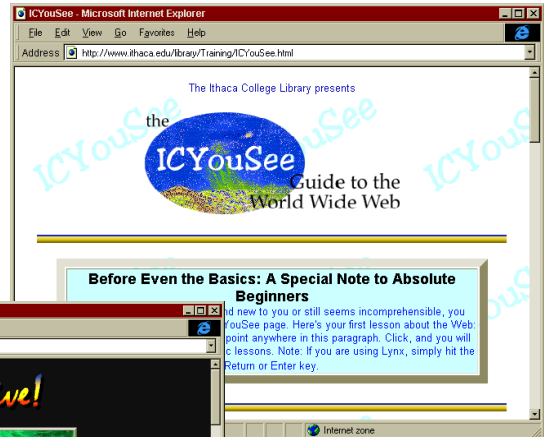 ICYouSee - Microsoft Internet Explorer
File Edit View Go Favorites Help
Address http://www.ithaca.edu/library/Training/ICYouSee.html
The Ithaca College Library presents
the
ICYouSee
Guide to the
World Wide Web
Before Even the Basics: A Special Note to Absolute
Beginners
new to you or still seems incomprehensible, you
YouSee page. Here's your first lesson about the Web:
point anywhere in this paragraph. Click, and you will
lessons. Note: If you are using Lynx, simply hit the
Return or Enter key.
Internet zone